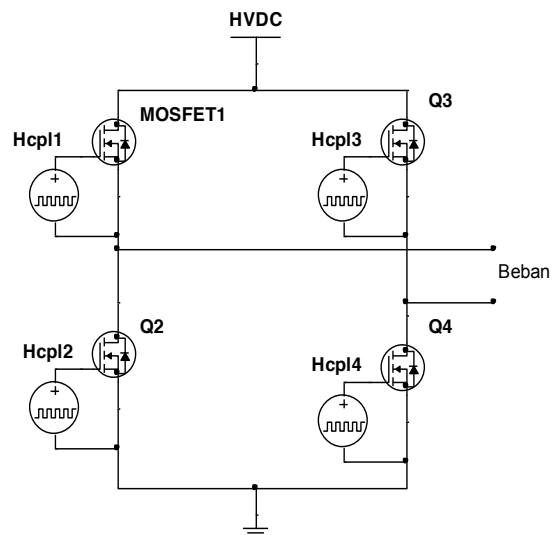 HVDC
MOSFET1
Q3
Hcpl1
Hcpl3
Beban
Q2
Q4
Hcpl2
Hcpl4